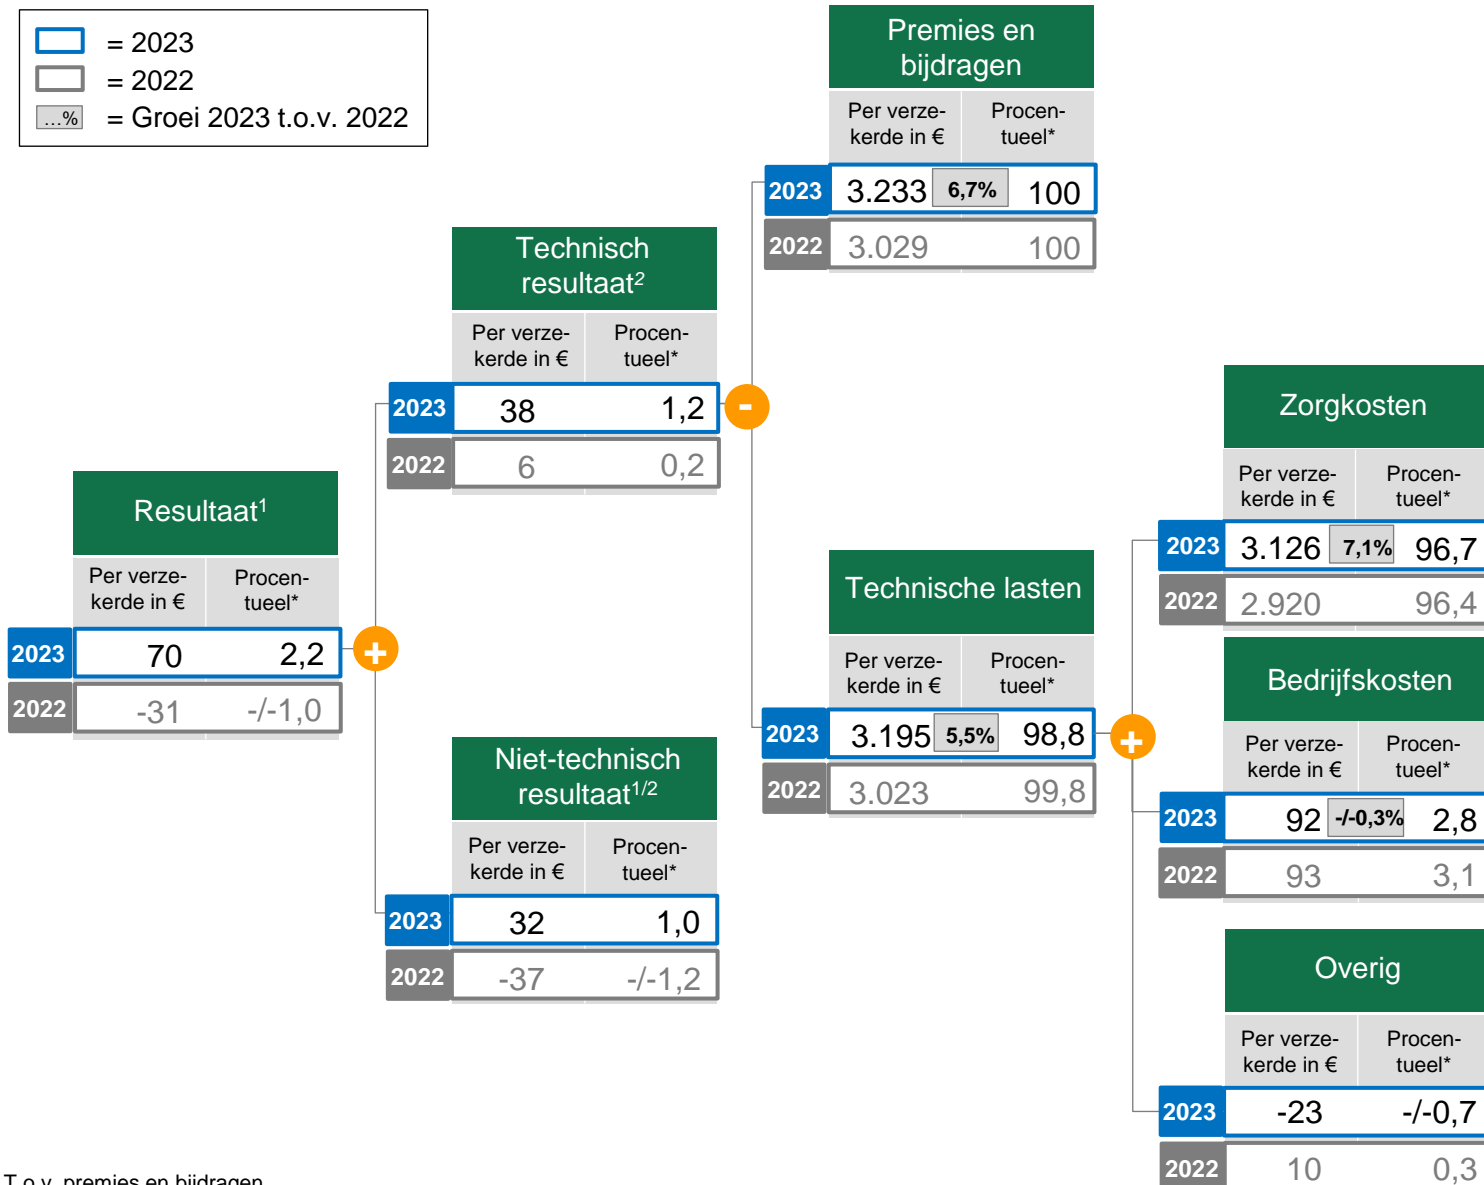 = 2023
= 2022
...% = Groei 2023 t.o.v. 2022
Premies en
bijdragen
Per verze-
kerde in €
Procen-
tueel*
2023 3.233 6,7% 100
2022 3.029 100
Technisch
resultaat²
Per verze-
kerde in €
Procen-
tueel*
2023 38 1,2
2022 6 0,2
-
Zorgkosten
Per verze-
kerde in €
Procen-
tueel*
2023 3.126 7,1% 96,7
2022 2.920 96,4
Resultaat¹
Per verze-
kerde in €
Procen-
tueel*
2023 70 2,2
2022 -31 -/-1,0
+
Technische lasten
Per verze-
kerde in €
Procen-
tueel*
2023 3.195 5,5% 98,8
2022 3.023 99,8
+
Bedrijfskosten
Per verze-
kerde in €
Procen-
tueel*
2023 92 -/-0,3% 2,8
2022 93 3,1
Niet-technisch
resultaat¹/²
Per verze-
kerde in €
Procen-
tueel*
2023 32 1,0
2022 -37 -/-1,2
Overig
Per verze-
kerde in €
Procen-
tueel*
2023 -23 -/-0,7
2022 10 0,3
T.o.v. premies en bijdragen